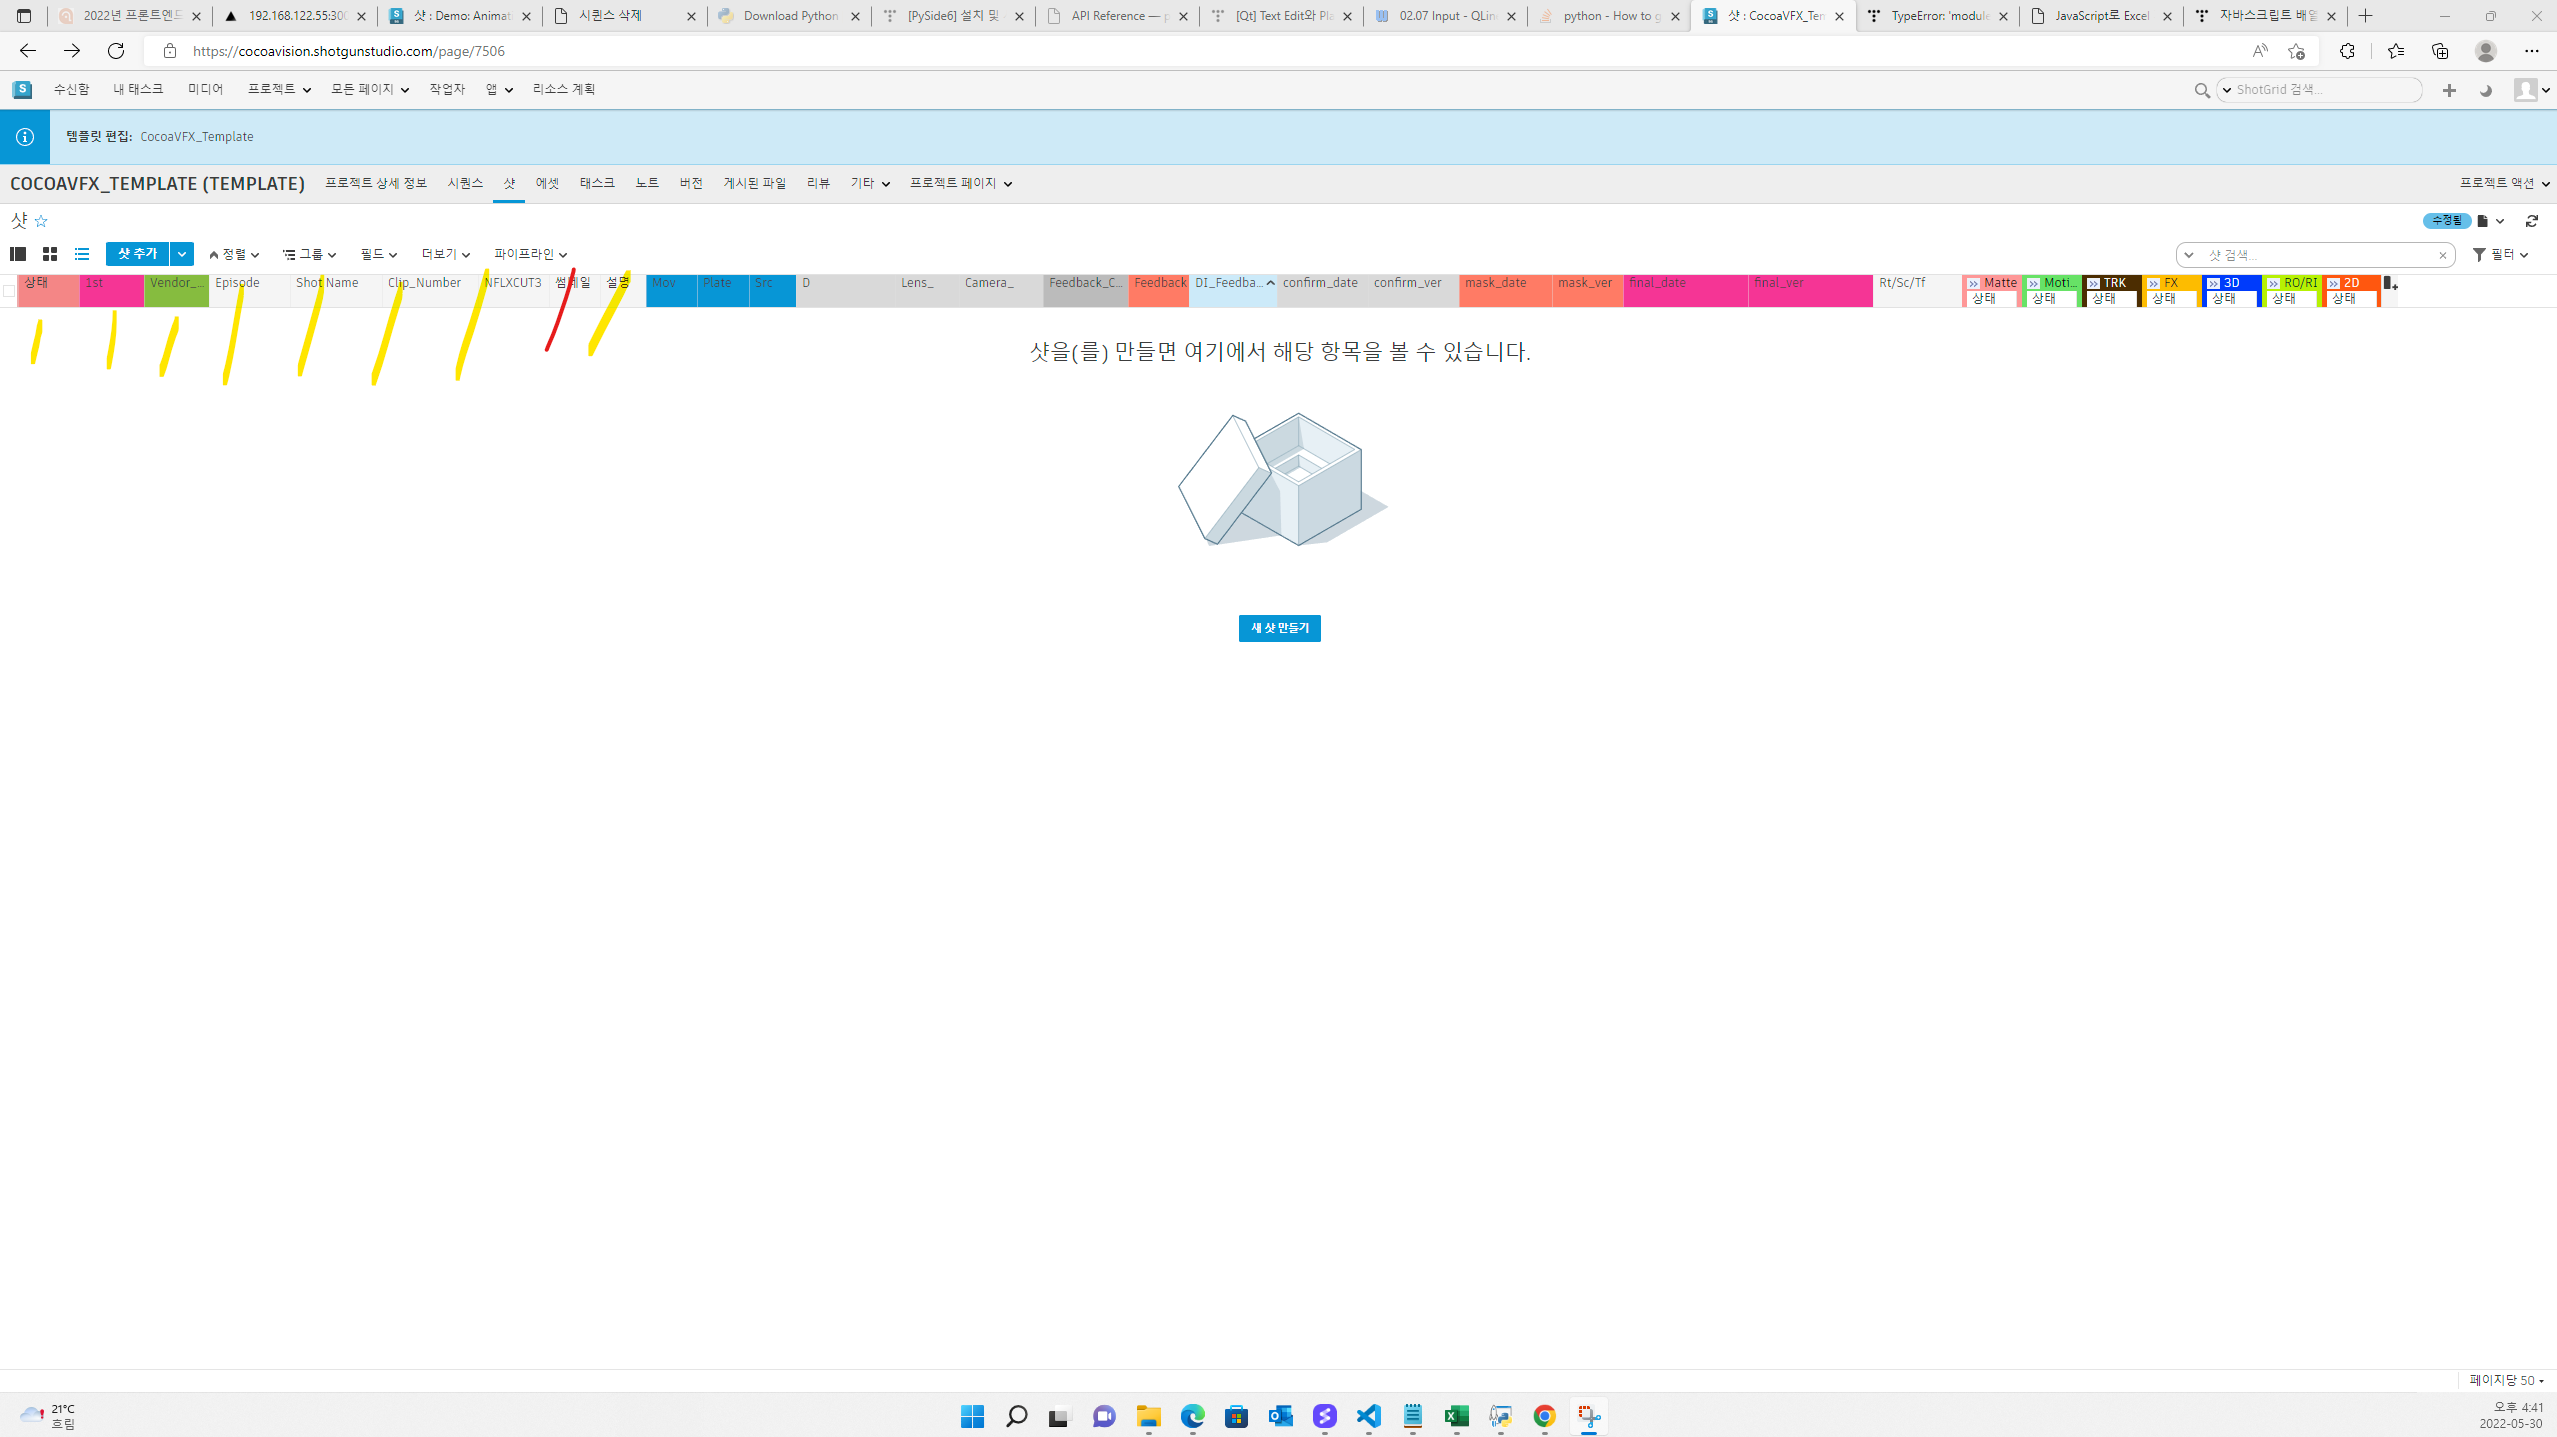 2022년 프론트엔드
192.168.122.55:300
샷 : Demo: Animati
시퀀스 삭제
Download Python
[PySide6] 설치 및
API Reference — p
[Qt] Text Edit와 Pla
02.07 Input - QLine
python - How to g
샷 : CocoaVFX_Tem
TypeError: 'module
JavaScript로 Excel
자바스크립트 배열
https://cocoavision.shotgunstudio.com/page/7506
수신함 내 태스크 미디어 프로젝트 모든 페이지 작업자 앱 리소스 계획 ShotGrid 검색...
템플릿 편집: CocoaVFX_Template
COCOAVFX_TEMPLATE (TEMPLATE) 프로젝트 상세 정보 시퀀스 샷 에셋 태스크 노트 버전 게시된 파일 리뷰 기타 프로젝트 페이지 프로젝트 액션
샷 수정됨
샷 추가 정렬 그룹 필드 더보기 파이프라인 샷 검색... 필터
상태 1st Vendor_... Episode Shot Name Clip_Number NFLXCUT3 썸네일 설명 Mov Plate Src D Lens_ Camera_ Feedback_C... Feedback DI_Feedba... confirm_date confirm_ver mask_date mask_ver final_date final_ver Rt/Sc/Tf Matte Moti... TRK FX 3D RO/RI 2D
상태 상태 상태 상태 상태 상태 상태
샷을(를) 만들면 여기에서 해당 항목을 볼 수 있습니다.
새 샷 만들기
페이지당 50
21°C
흐림
오후 4:41
2022-05-30